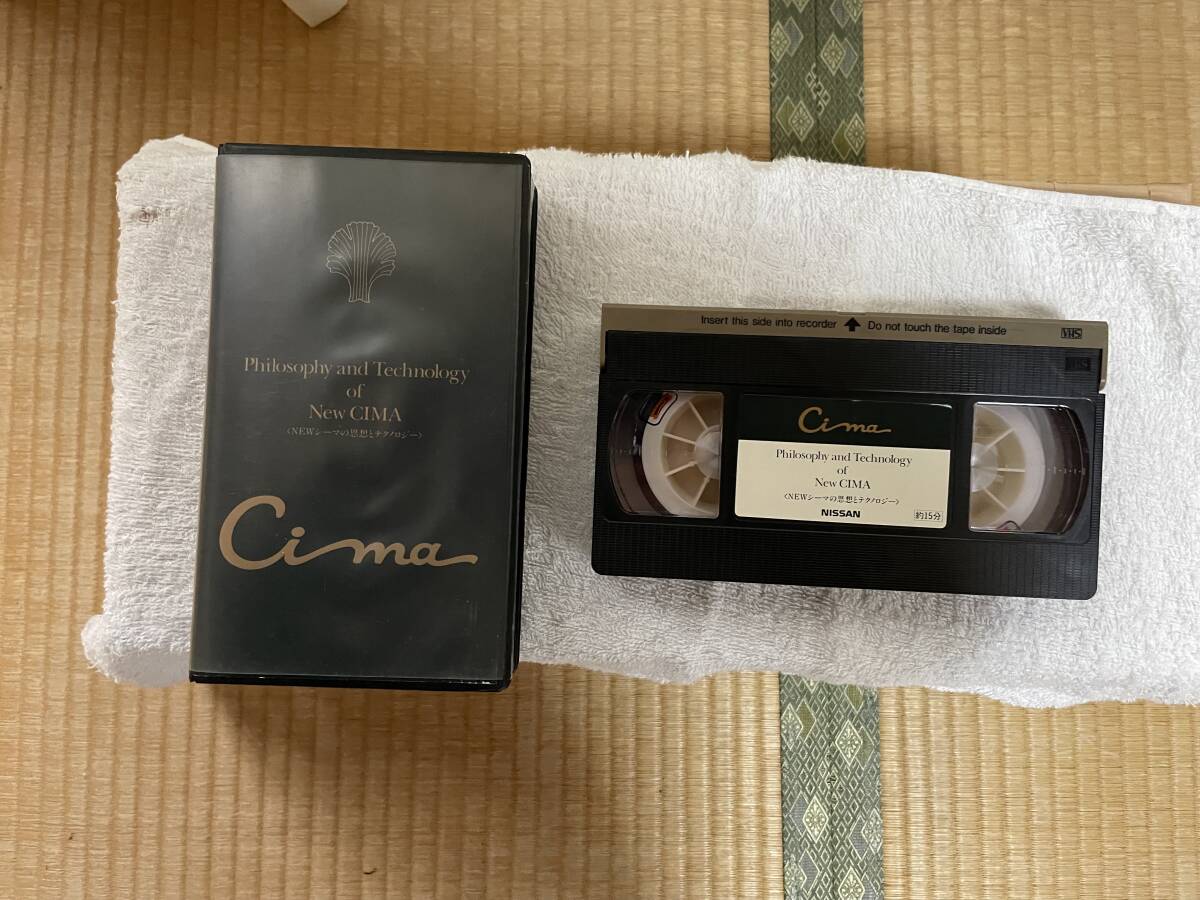 Philosophy and Technology
of
New CIMA
〈NEWシーマの思想とテクノロジー〉
Cima
Insert this side into recorder
Do not touch the tape inside
VHS
VHS
Cima
Philosophy and Technology
of
New CIMA
〈NEWシーマの思想とテクノロジー〉
NISSAN
約15分